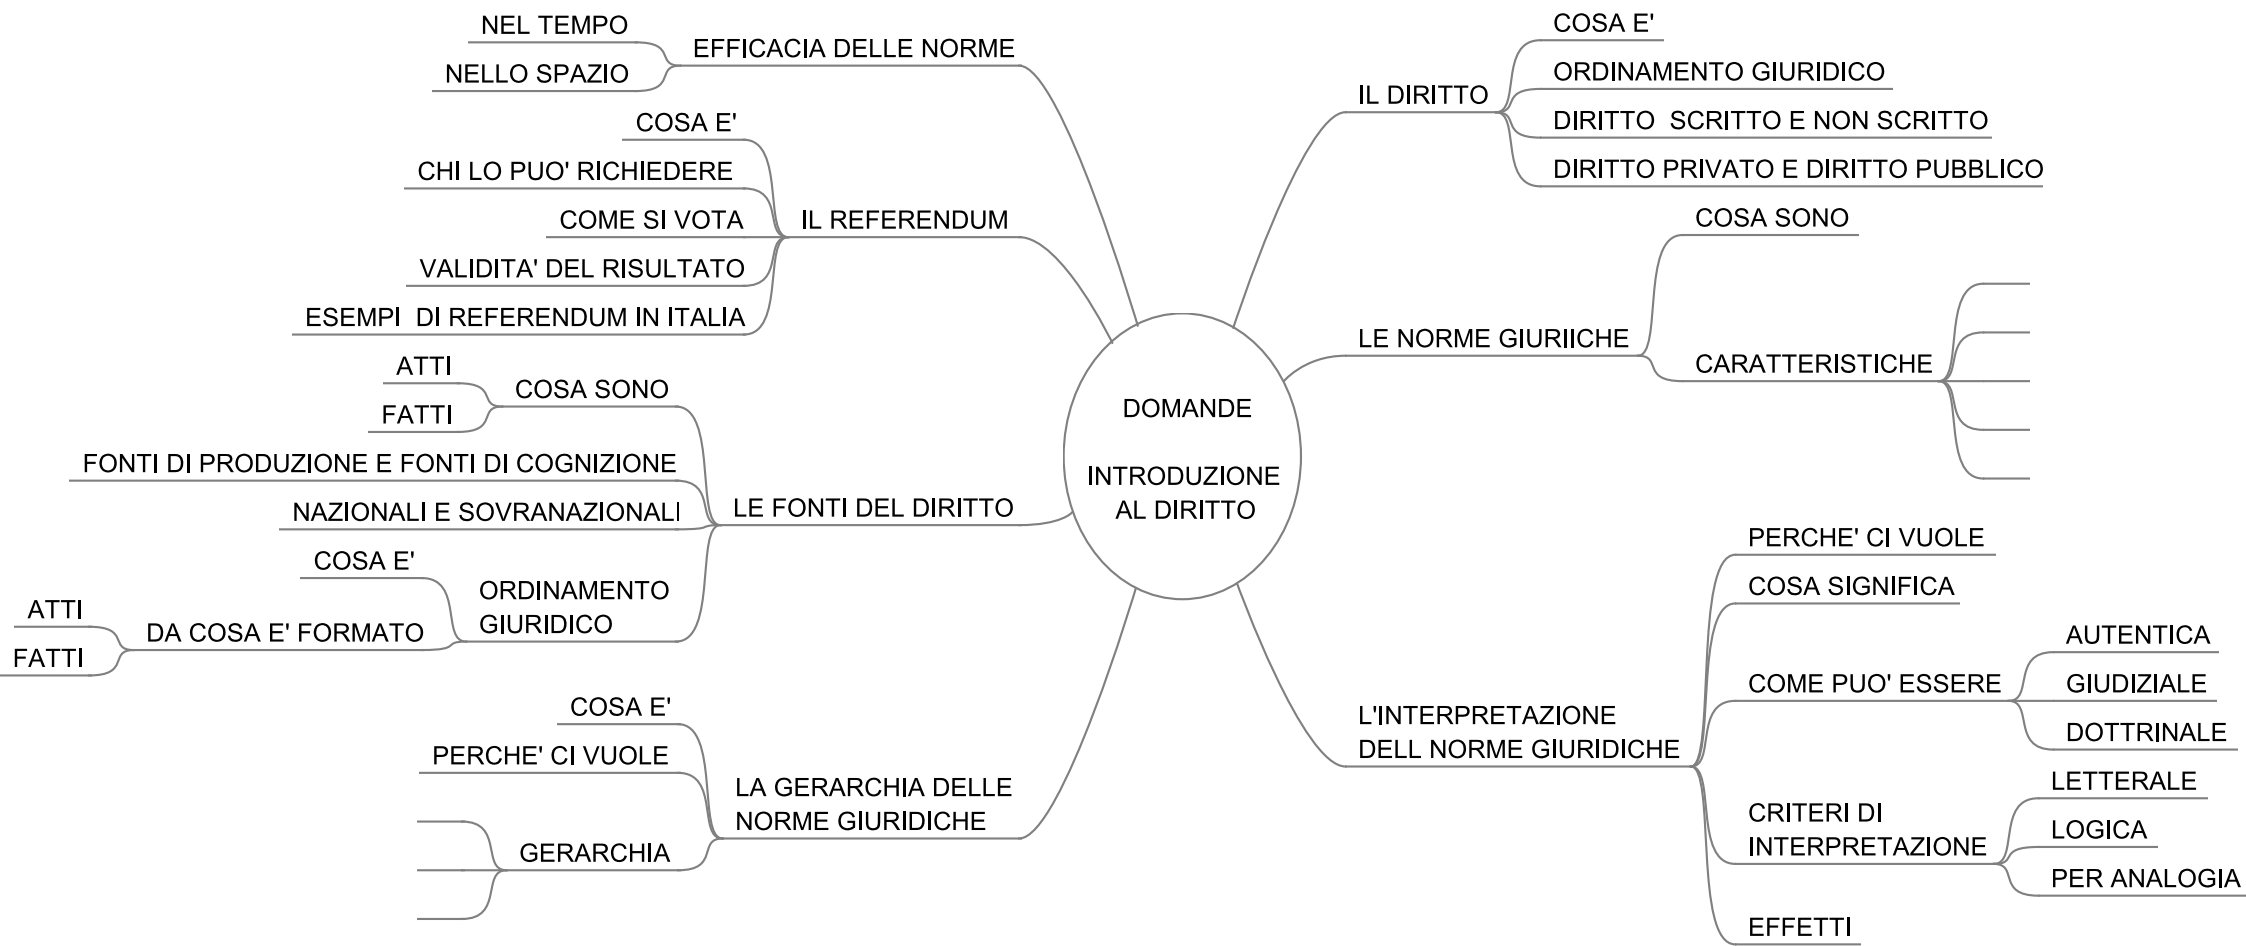 NEL TEMPO
NELLO SPAZIO
EFFICACIA DELLE NORME
COSA E'
CHI LO PUO' RICHIEDERE
COME SI VOTA
VALIDITA' DEL RISULTATO
ESEMPI  DI REFERENDUM IN ITALIA
IL REFERENDUM
ATTI
FATTI
COSA SONO
FONTI DI PRODUZIONE E FONTI DI COGNIZIONE
NAZIONALI E SOVRANAZIONALI
COSA E'
ATTI
FATTI
DA COSA E' FORMATO
ORDINAMENTO
GIURIDICO
LE FONTI DEL DIRITTO
COSA E'
PERCHE' CI VUOLE
GERARCHIA
LA GERARCHIA DELLE
NORME GIURIDICHE
DOMANDE
INTRODUZIONE
AL DIRITTO
IL DIRITTO
COSA E'
ORDINAMENTO GIURIDICO
DIRITTO  SCRITTO E NON SCRITTO
DIRITTO PRIVATO E DIRITTO PUBBLICO
LE NORME GIURIICHE
COSA SONO
CARATTERISTICHE
L'INTERPRETAZIONE
DELL NORME GIURIDICHE
PERCHE' CI VUOLE
COSA SIGNIFICA
COME PUO' ESSERE
AUTENTICA
GIUDIZIALE
DOTTRINALE
CRITERI DI
INTERPRETAZIONE
LETTERALE
LOGICA
PER ANALOGIA
EFFETTI